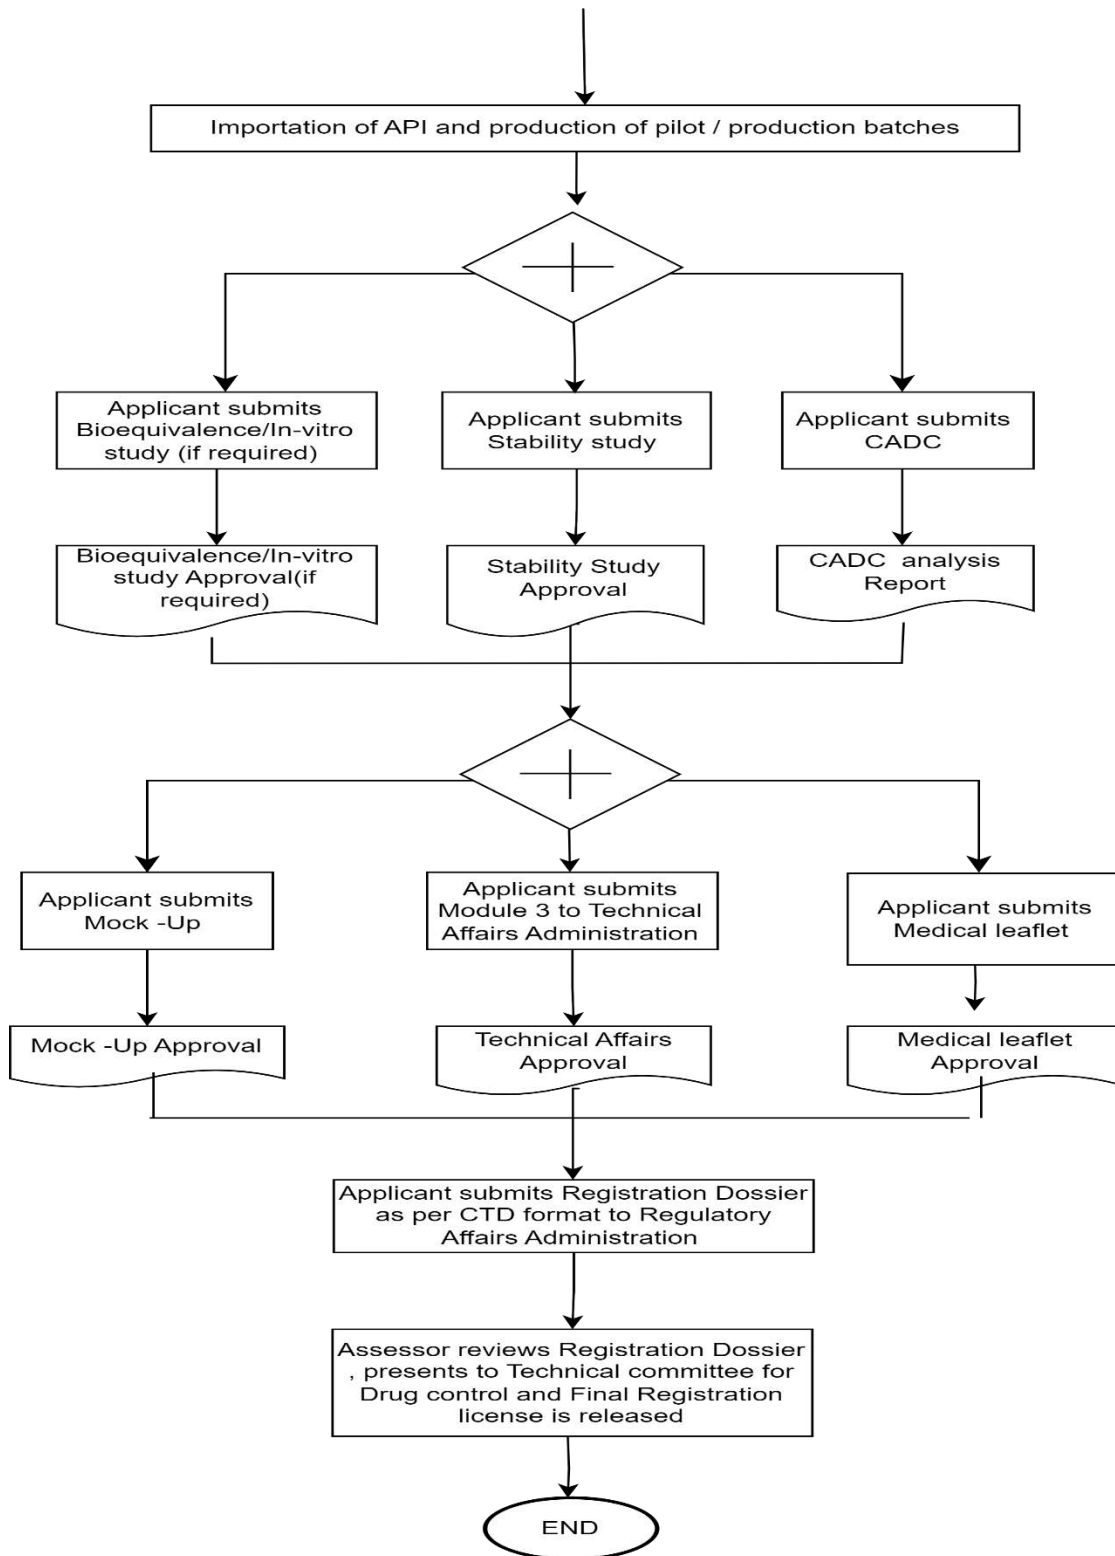 Importation of API and production of pilot / production batches
Applicant submits
Bioequivalence/In-vitro
study (if required)
Applicant submits
Stability study
Applicant submits
CADC
Bioequivalence/In-vitro
study Approval(if
required)
Stability Study
Approval
CADC analysis
Report
Applicant submits
Mock -Up
Applicant submits
Module 3 to Technical
Affairs Administration
Applicant submits
Medical leaflet
Mock -Up Approval
Technical Affairs
Approval
Medical leaflet
Approval
Applicant submits Registration Dossier
as per CTD format to Regulatory
Affairs Administration
Assessor reviews Registration Dossier
, presents to Technical committee for
Drug control and Final Registration
license is released
END